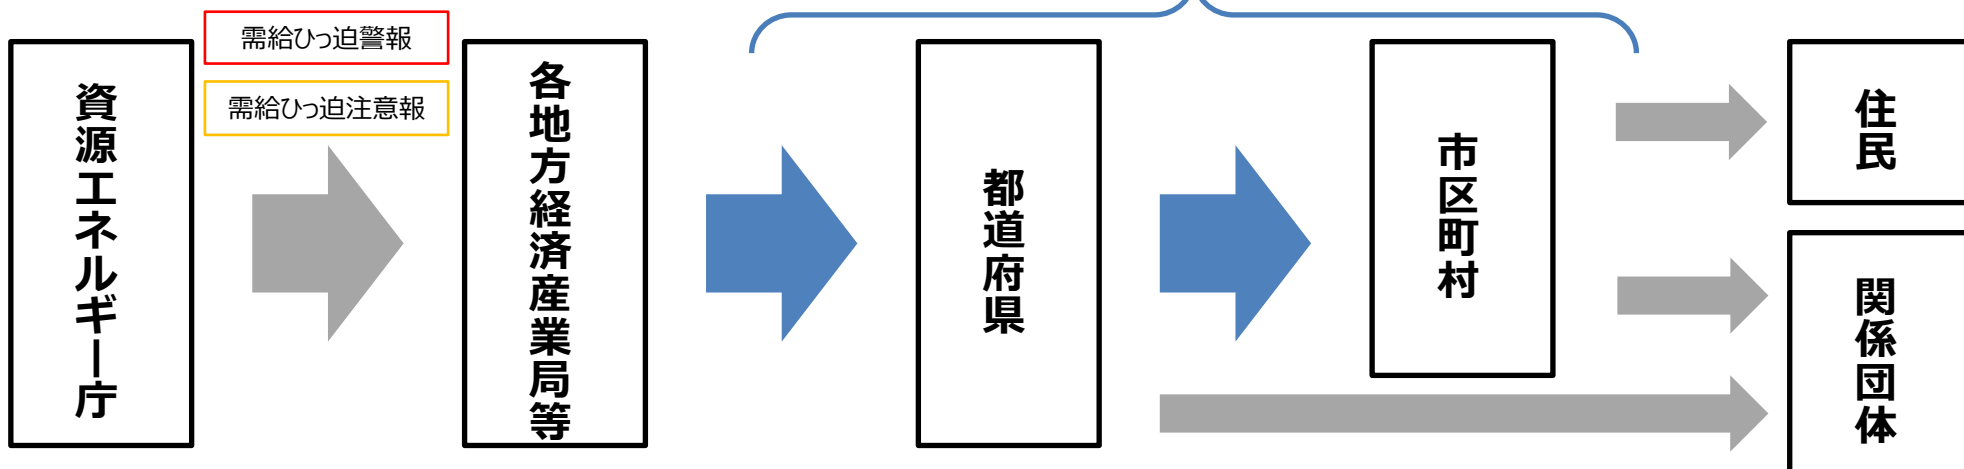 資源エネルギー庁
需給ひっ迫警報
需給ひっ迫注意報
各地方経済産業局等
都道府県
市区町村
住民
関係団体